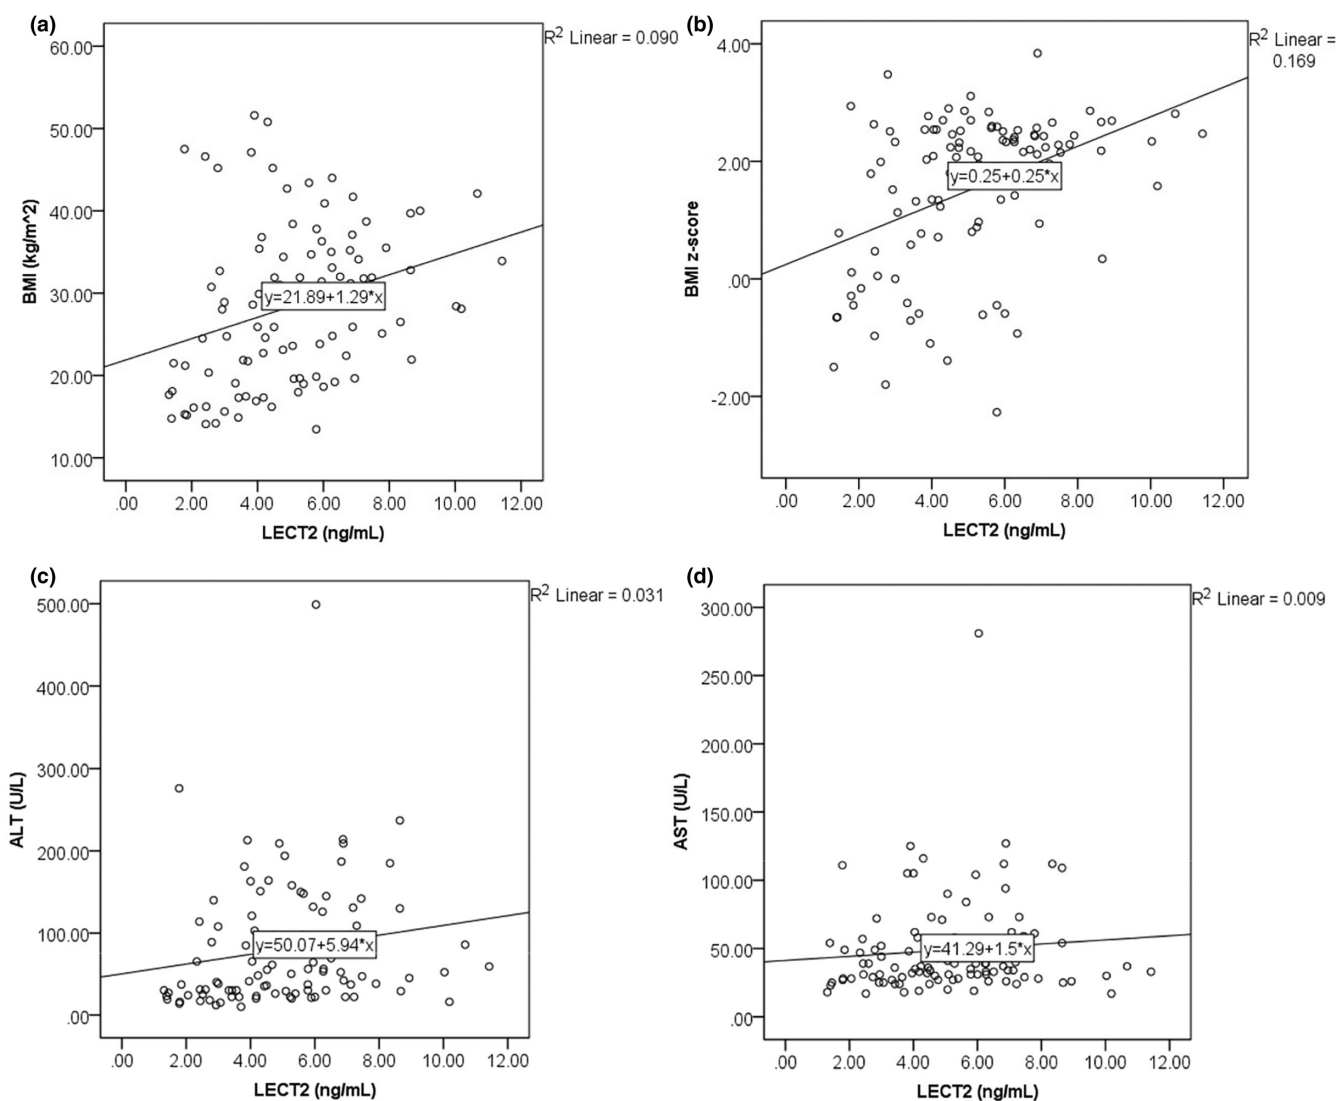 (a)
R2 Linear = 0.090
60.00
50.00
40.00
30.00
20.00
10.00
BMI (kg/m^2)
y=21.89+1.29*x
.00 2.00 4.00 6.00 8.00 10.00 12.00
LECT2 (ng/mL)
(b)
R2 Linear =
0.169
4.00
2.00
.00
-2.00
BMI z-score
y=0.25+0.25*x
.00 2.00 4.00 6.00 8.00 10.00 12.00
LECT2 (ng/mL)
(c)
R2 Linear = 0.031
500.00
400.00
300.00
200.00
100.00
.00
ALT (U/L)
y=50.07+5.94*x
.00 2.00 4.00 6.00 8.00 10.00 12.00
LECT2 (ng/mL)
(d)
R2 Linear = 0.009
300.00
250.00
200.00
150.00
100.00
50.00
.00
AST (U/L)
y=41.29+1.5*x
.00 2.00 4.00 6.00 8.00 10.00 12.00
LECT2 (ng/mL)